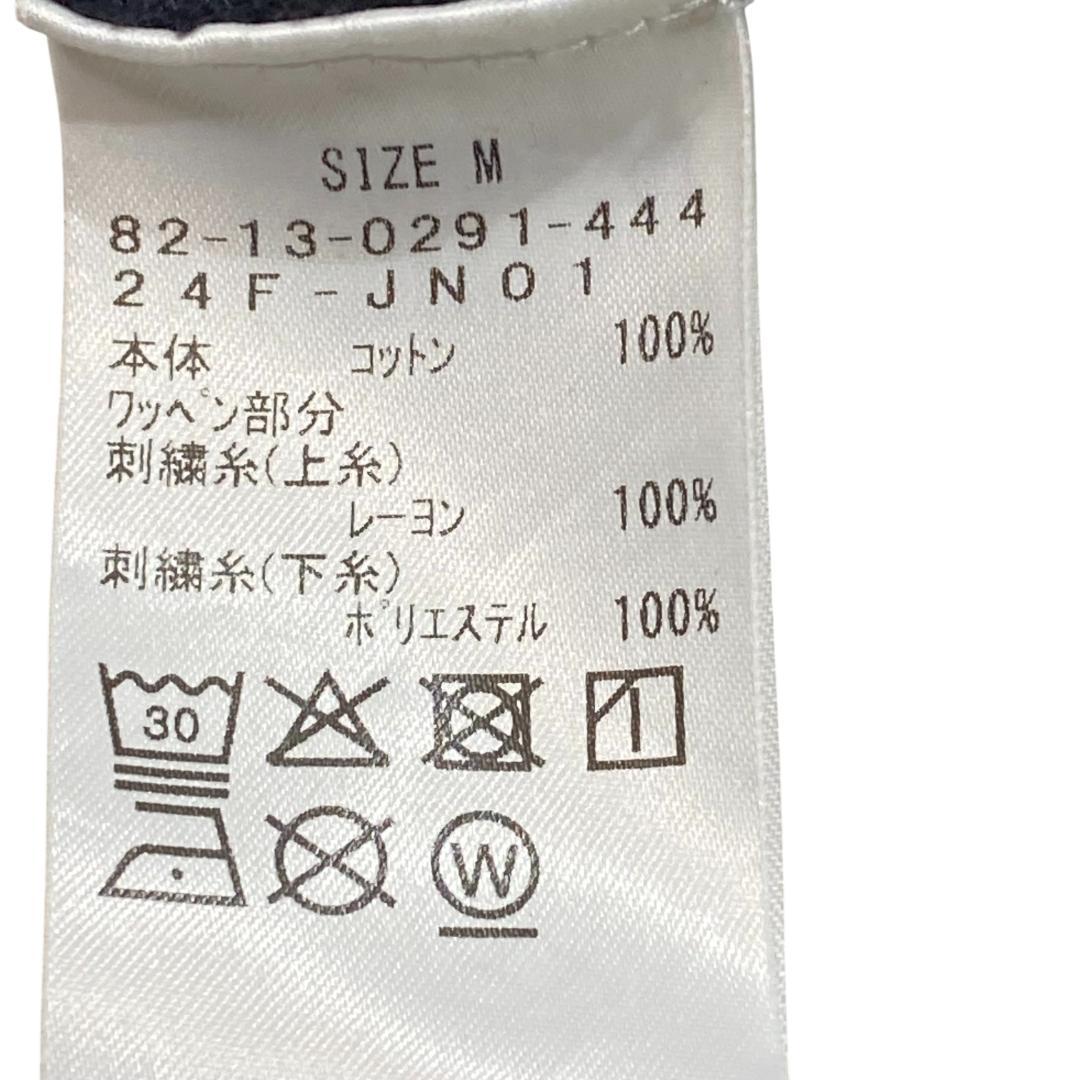 SIZE M
82-13-0291-444
24F-JN01
本体 コットン 100%
ワッペン部分
刺繍糸(上糸)
レーヨン 100%
刺繍糸(下糸)
ポリエステル 100%
30
W